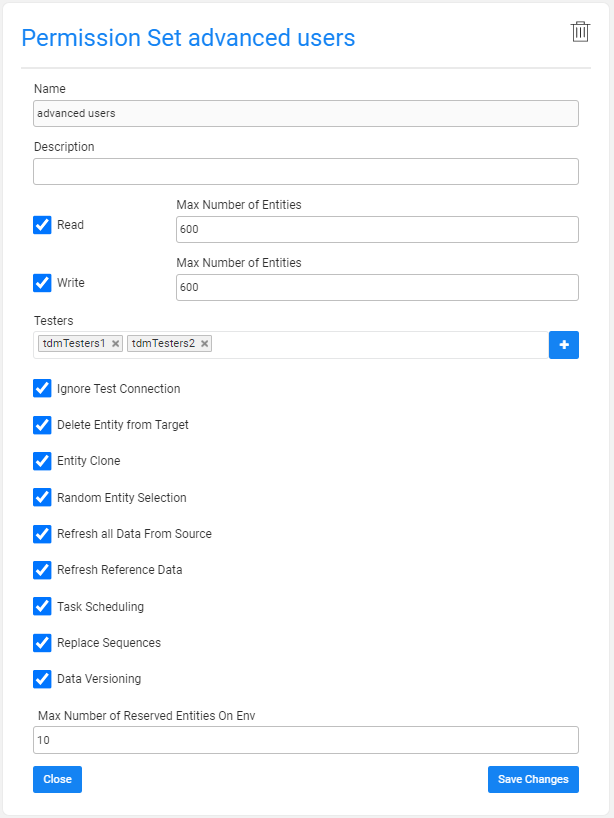 Permission Set advanced users
Name
advanced users
Description
Max Number of Entities
Read
600
Max Number of Entities
Write
600
Testers
tdmTesters1 × tdmTesters2 ×
+
Ignore Test Connection
Delete Entity from Target
Entity Clone
Random Entity Selection
Refresh all Data From Source
Refresh Reference Data
Task Scheduling
Replace Sequences
Data Versioning
Max Number of Reserved Entities On Env
10
Close
Save Changes